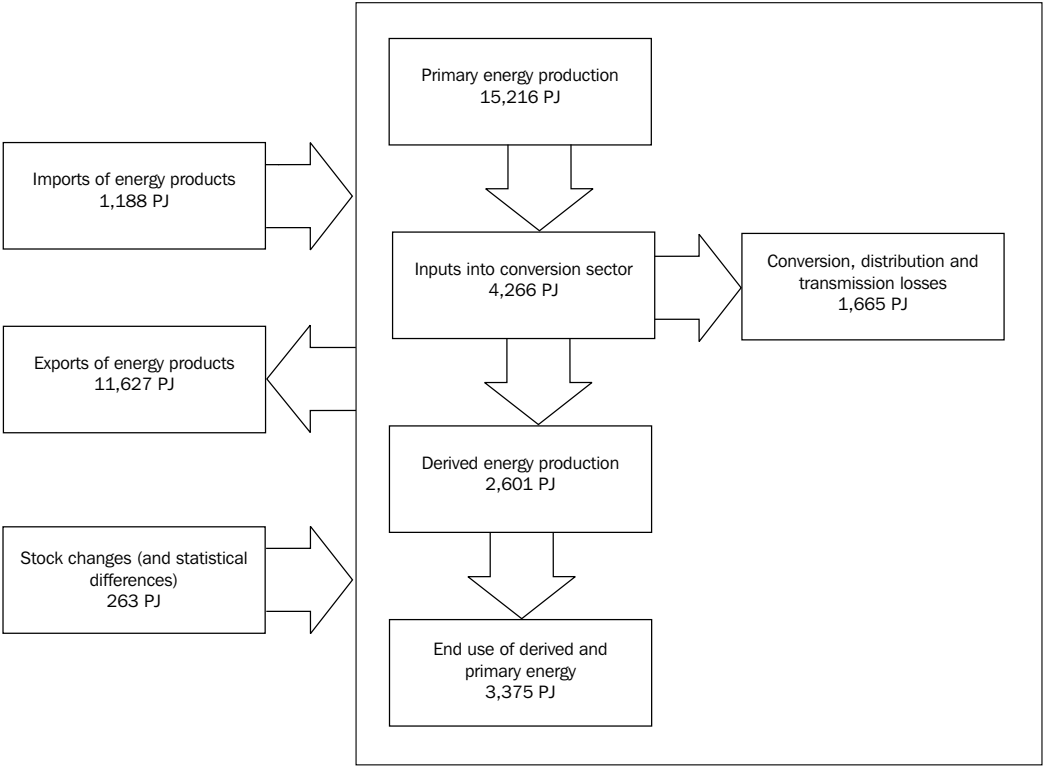 Primary energy production
15,216 PJ
Imports of energy products
1,188 PJ
Inputs into conversion sector
4,266 PJ
Conversion, distribution and
transmission losses
1,665 PJ
Exports of energy products
11,627 PJ
Derived energy production
2,601 PJ
Stock changes (and statistical
differences)
263 PJ
End use of derived and
primary energy
3,375 PJ